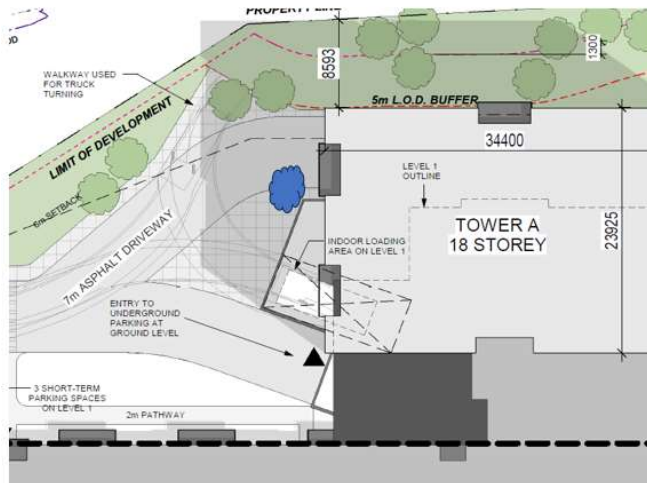 PROPERTY LINE
OD
WALKWAY USED
FOR TRUCK
TURNING
8593
1300
LIMIT OF DEVELOPMENT
5m L.O.D. BUFFER
34400
LEVEL 1
OUTLINE
6m SETBACK
TOWER A
18 STOREY
23925
7m ASPHALT DRIVEWAY
INDOOR LOADING
AREA ON LEVEL 1
ENTRY TO
UNDERGROUND
PARKING AT
GROUND LEVEL
3 SHORT-TERM
PARKING SPACES
ON LEVEL 1
2m PATHWAY